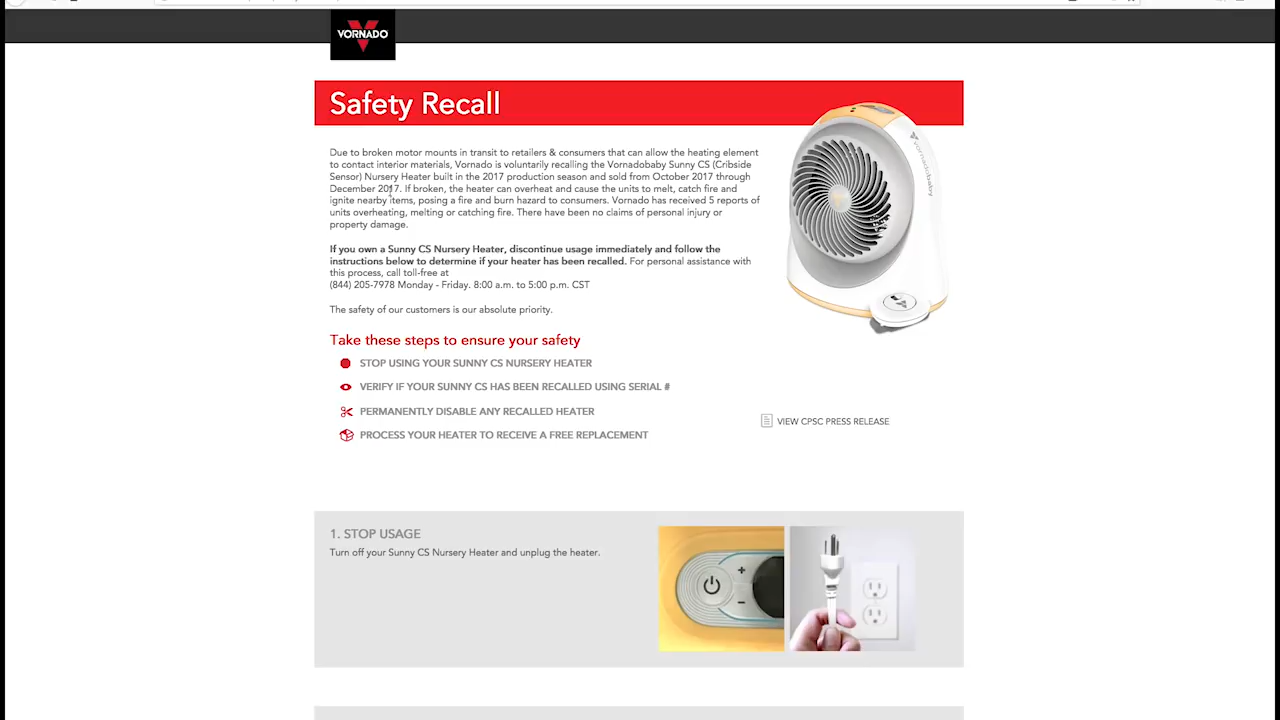 VORNADO
Safety Recall
Due to broken motor mounts in transit to retailers & consumers that can allow the heating element
to contact interior materials, Vornado is voluntarily recalling the Vornadobaby Sunny CS (Cribside
Sensor) Nursery Heater built in the 2017 production season and sold from October 2017 through
December 2017. If broken, the heater can overheat and cause the units to melt, catch fire and
ignite nearby items, posing a fire and burn hazard to consumers. Vornado has received 5 reports of
units overheating, melting or catching fire. There have been no claims of personal injury or
property damage.
If you own a Sunny CS Nursery Heater, discontinue usage immediately and follow the
instructions below to determine if your heater has been recalled. For personal assistance with
this process, call toll-free at
(844) 205-7978 Monday - Friday. 8:00 a.m. to 5:00 p.m. CST
The safety of our customers is our absolute priority.
vornadobaby
Take these steps to ensure your safety
STOP USING YOUR SUNNY CS NURSERY HEATER
VERIFY IF YOUR SUNNY CS HAS BEEN RECALLED USING SERIAL #
PERMANENTLY DISABLE ANY RECALLED HEATER
PROCESS YOUR HEATER TO RECEIVE A FREE REPLACEMENT
VIEW CPSC PRESS RELEASE
1. STOP USAGE
Turn off your Sunny CS Nursery Heater and unplug the heater.